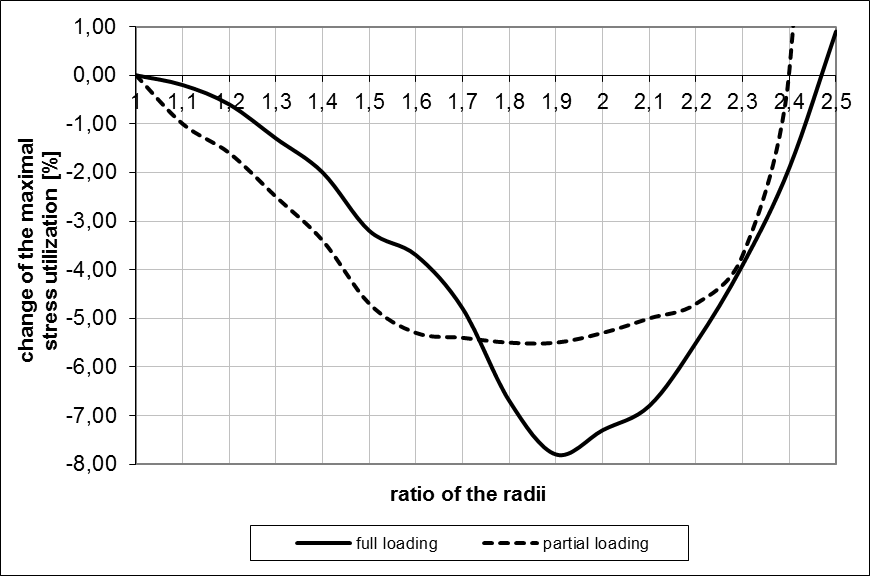 1,00
0,00
-1,00
-2,00
-3,00
-4,00
-5,00
-6,00
-7,00
-8,00
1 1,1 1,2 1,3 1,4 1,5 1,6 1,7 1,8 1,9 2 2,1 2,2 2,3 2,4 2,5
change of the maximal
stress utilization [%]
ratio of the radii
full loading partial loading